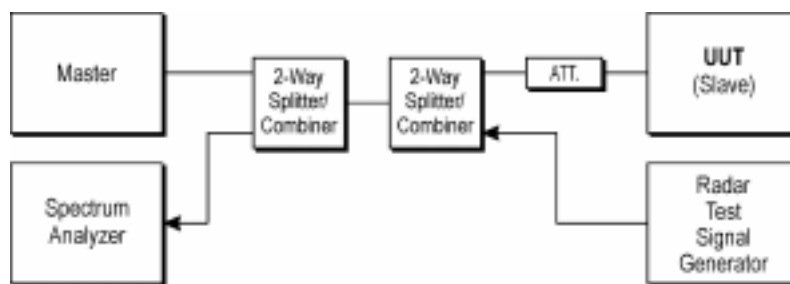 Master
2-Way
Splitter/
Combiner
2-Way
Splitter/
Combiner
ATT.
UUT
(Slave)
Spectrum
Analyzer
Radar
Test
Signal
Generator